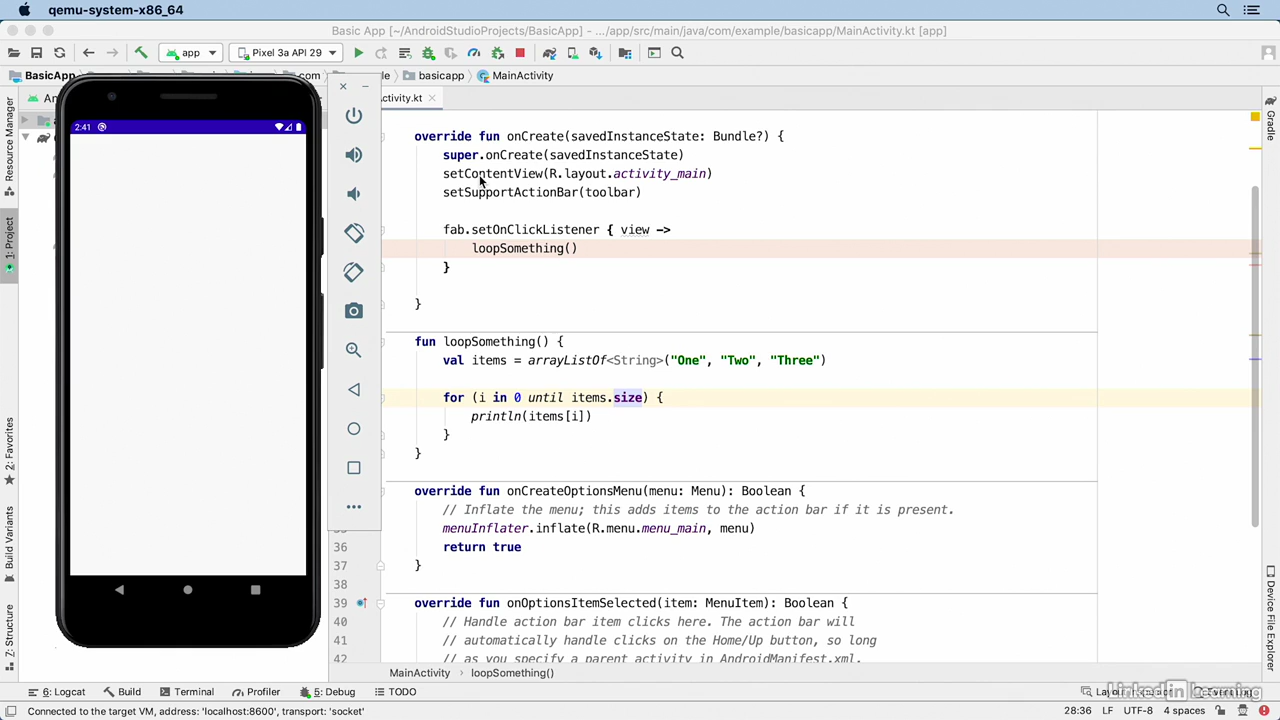 qemu-system-x86_64
Basic App [~/AndroidStudioProjects/BasicApp] - .../app/src/main/java/com/example/basicapp/MainActivity.kt [app]
app
Pixel 3a API 29
BasicApp
com
basicapp
MainActivity
ctivity.kt
Resource Manager
1: Project
2: Favorites
Build Variants
7: Structure
Gradle
Device File Explorer
2:41
override fun onCreate(savedInstanceState: Bundle?) {
super.onCreate(savedInstanceState)
setContentView(R.layout.activity_main)
setSupportActionBar(toolbar)
fab.setOnClickListener { view ->
loopSomething()
}
}
fun loopSomething() {
val items = arrayListOf<String>("One", "Two", "Three")
for (i in 0 until items.size) {
println(items[i])
}
}
override fun onCreateOptionsMenu(menu: Menu): Boolean {
// Inflate the menu; this adds items to the action bar if it is present.
menuInflater.inflate(R.menu.menu_main, menu)
36 return true
37 }
38
39 override fun onOptionsItemSelected(item: MenuItem): Boolean {
40 // Handle action bar item clicks here. The action bar will
41 // automatically handle clicks on the Home/Up button, so long
42 // as you specify a parent activity in AndroidManifest.xml.
MainActivity > loopSomething()
6: Logcat Build Terminal Profiler 5: Debug TODO
LinkedIn Learning
Connected to the target VM, address: 'localhost:8600', transport: 'socket'
28:36 LF UTF-8 4 spaces